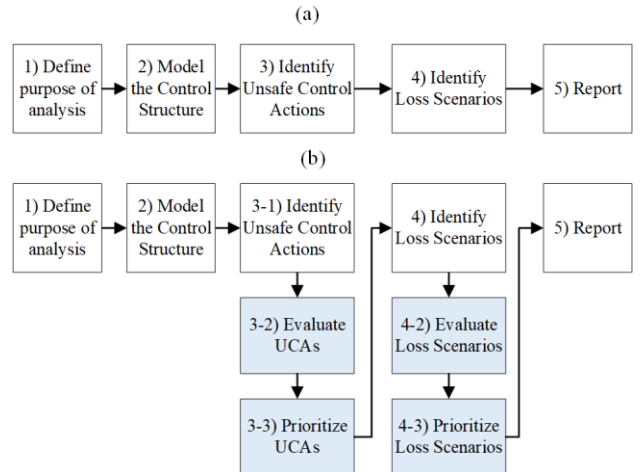 (a)
1) Define
purpose of
analysis
2) Model
the Control
Structure
3) Identify
Unsafe Control
Actions
4) Identify
Loss Scenarios
5) Report
(b)
1) Define
purpose of
analysis
2) Model
the Control
Structure
3-1) Identify
Unsafe Control
Actions
4) Identify
Loss Scenarios
5) Report
3-2) Evaluate
UCAs
4-2) Evaluate
Loss Scenarios
3-3) Prioritize
UCAs
4-3) Prioritize
Loss Scenarios